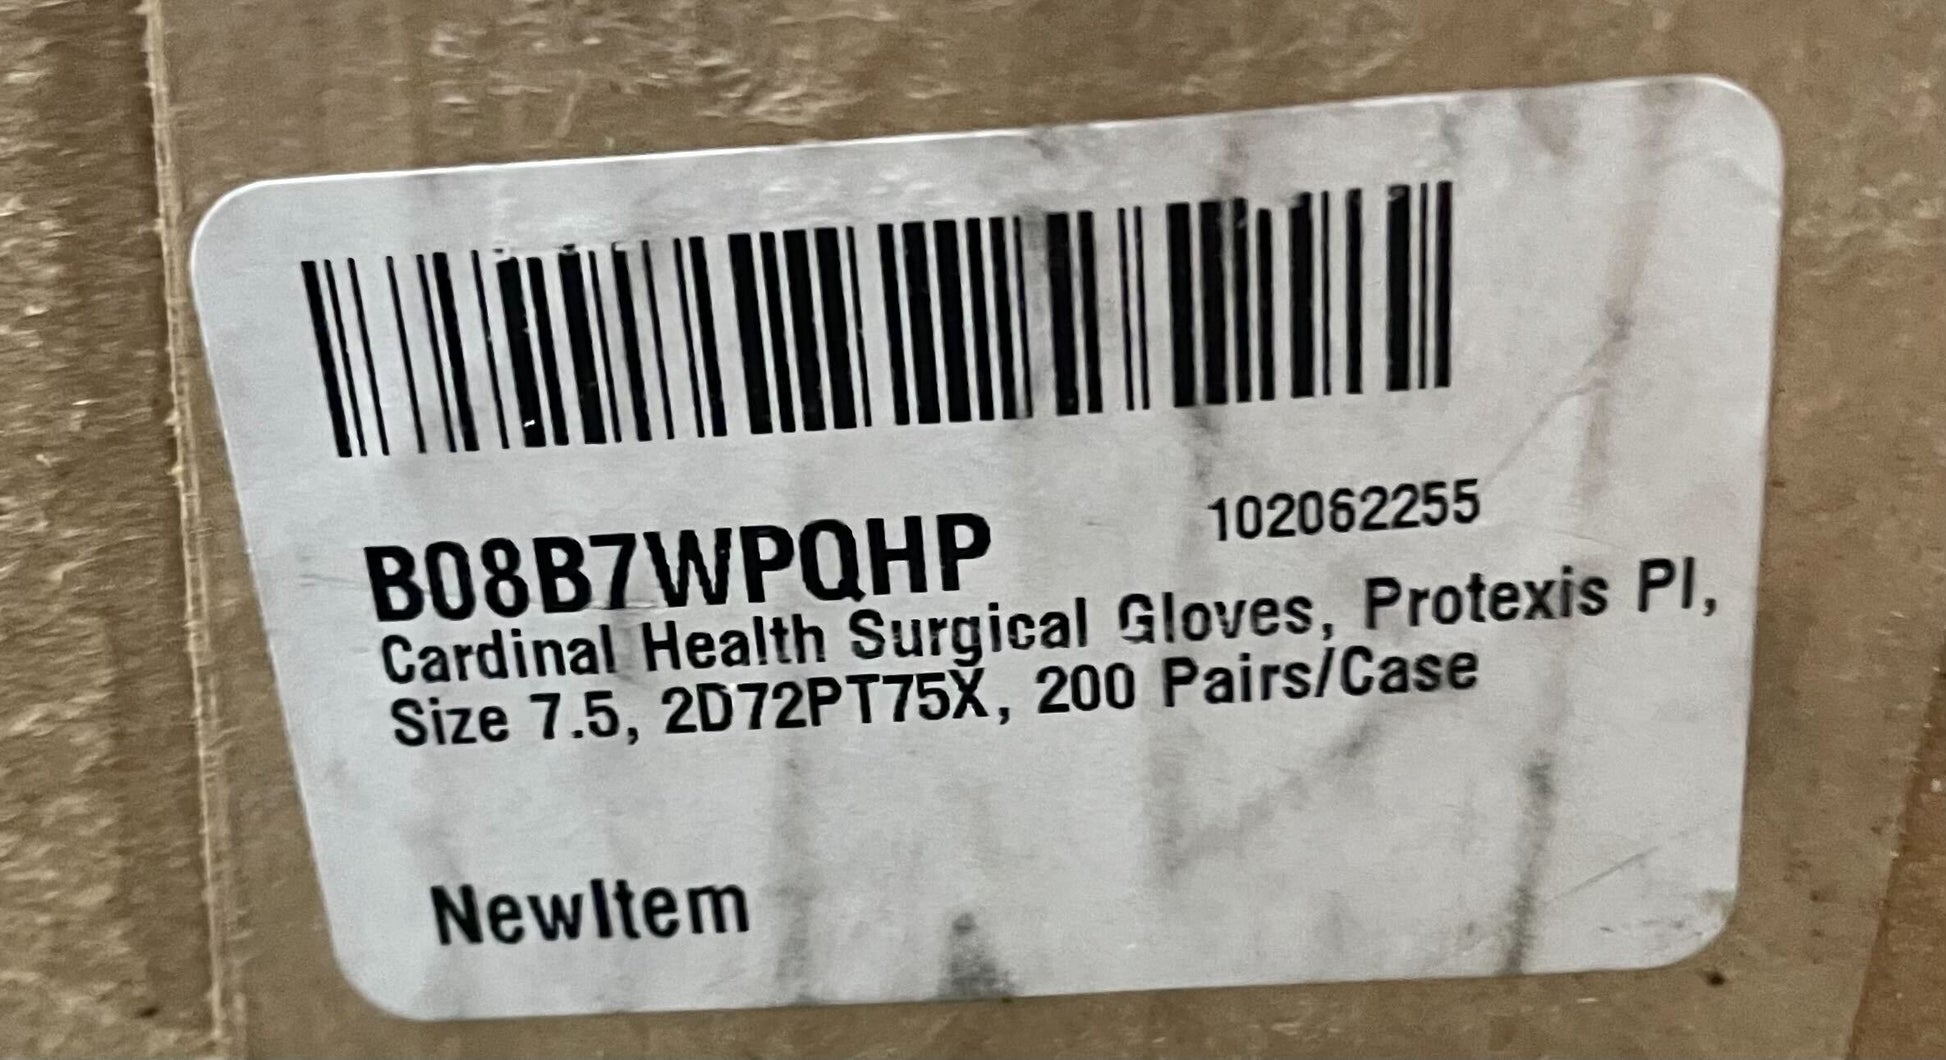 B08B7WPQHP 102062255
Cardinal Health Surgical Gloves, Protexis PI,
Size 7.5, 2D72PT75X, 200 Pairs/Case
NewItem